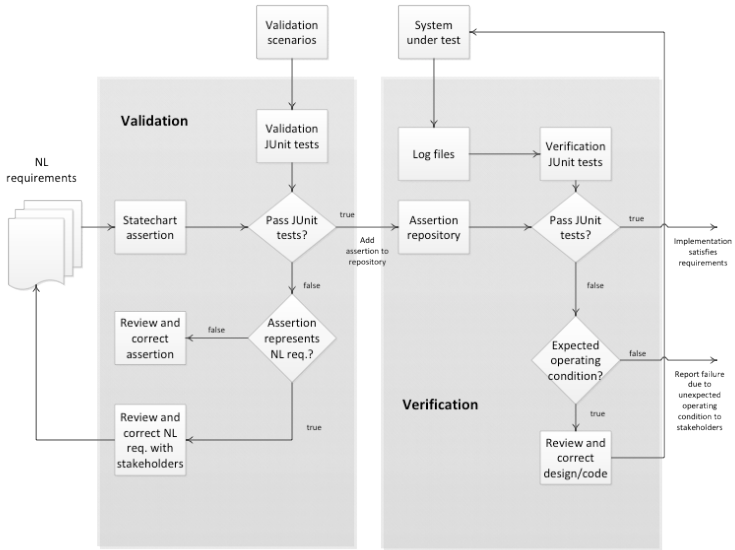 Validation
scenarios
System
under test
Validation
Validation
JUnit tests
Log files
Verification
JUnit tests
NL
requirements
Statechart
assertion
Pass JUnit
tests?
true
Add
assertion to
repository
Assertion
repository
Pass JUnit
tests?
true
Implementation
satisfies
requirements
false
false
Review and
correct
assertion
false
Assertion
represents
NL req.?
Expected
operating
condition?
false
Report failure
due to
unexpected
operating
condition to
stakeholders
Verification
true
true
Review and
correct NL
req. with
stakeholders
Review and
correct
design/code